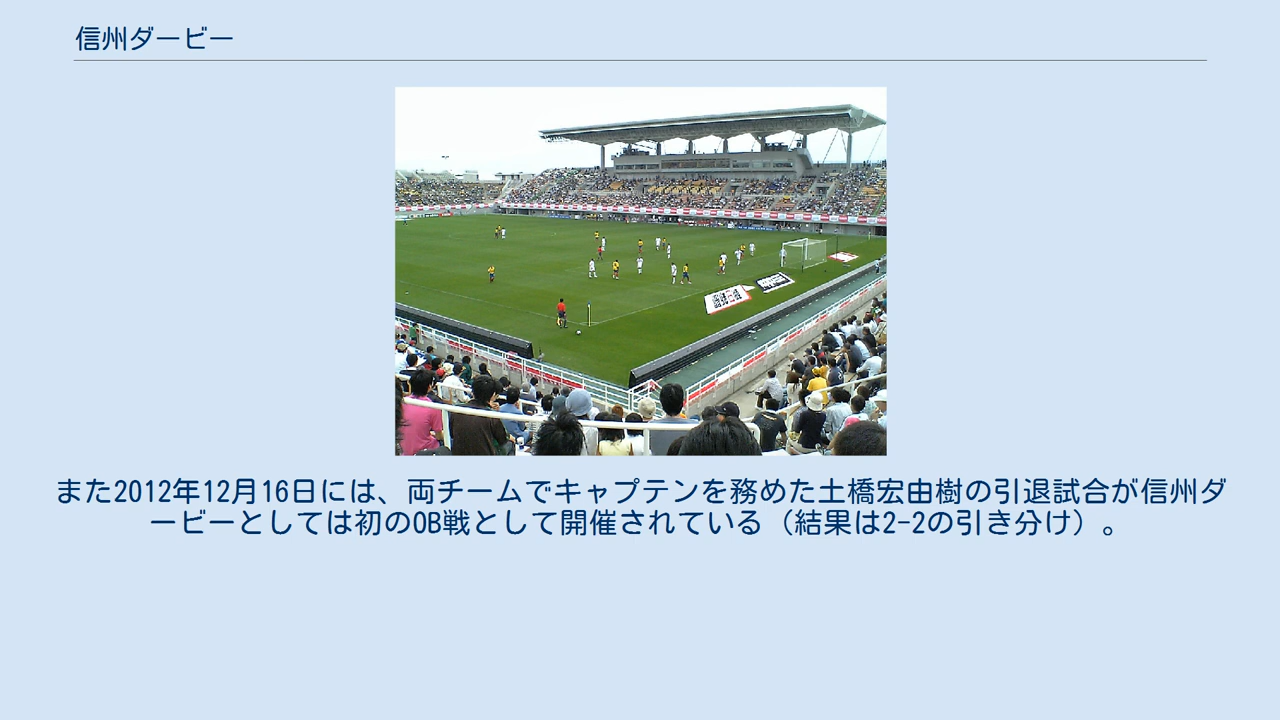 信州ダービー
また2012年12月16日には、両チームでキャプテンを務めた土橋宏由樹の引退試合が信州ダ
ービーとしては初のOB戦として開催されている（結果は2-2の引き分け）。